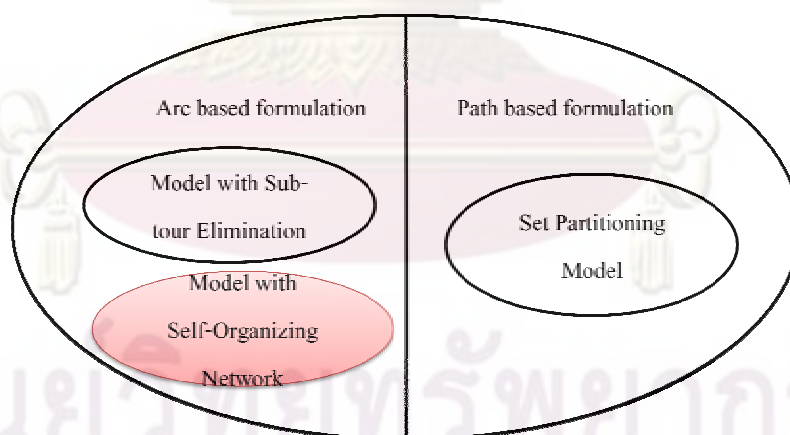 Arc based formulation
Path based formulation
Model with Sub-
tour Elimination
Set Partitioning
Model
Model with
Self-Organizing
Network